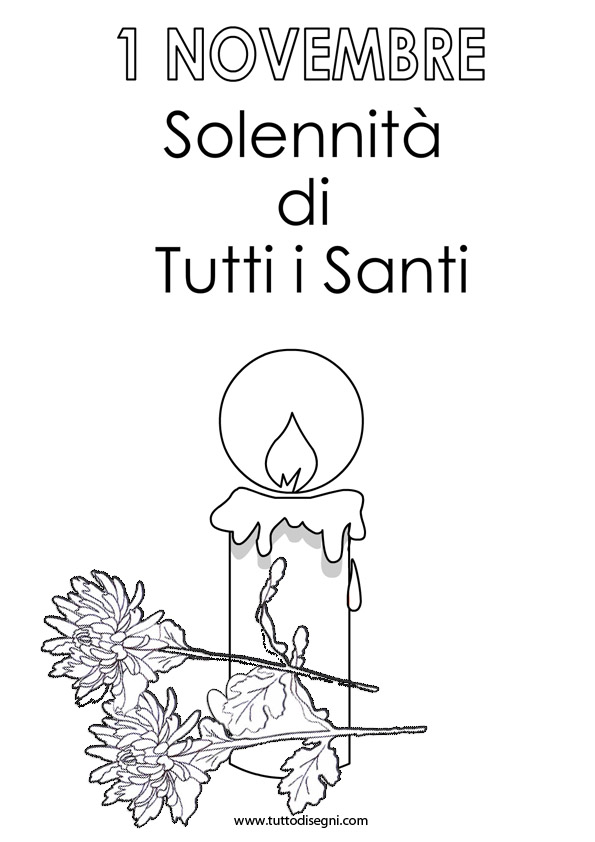 1 NOVEMBRE
Solennità
di
Tutti i Santi
www.tuttodisegni.com